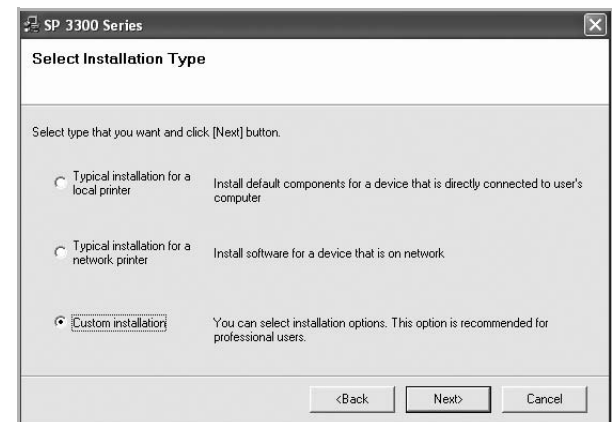 SP 3300 Series
Select Installation Type
Select type that you want and click [Next] button.
Typical installation for a
local printer
Install default components for a device that is directly connected to user's
computer
Typical installation for a
network printer
Install software for a device that is on network
Custom installation
You can select installation options. This option is recommended for
professional users.
<Back
Next>
Cancel